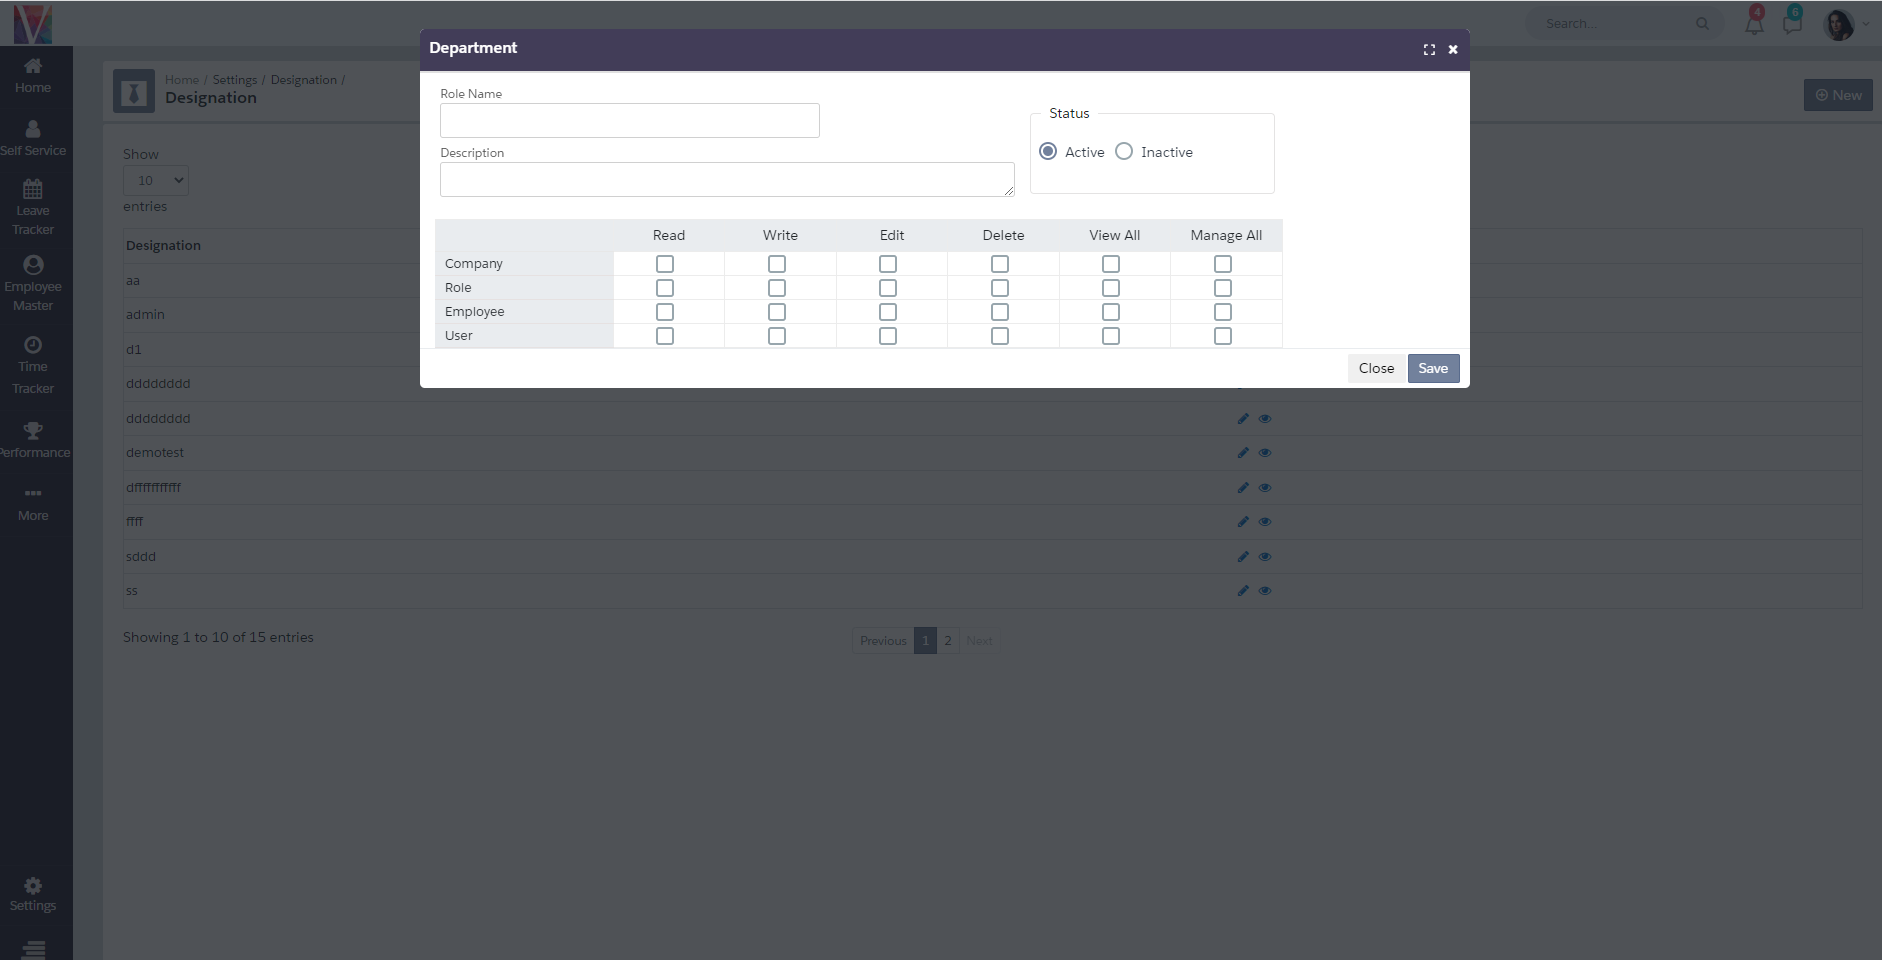 V
Search...
4
6
Home
Self Service
Leave
Tracker
Employee
Master
Time
Tracker
Performance
More
Settings
Home / Settings / Designation /
Designation
New
Show
10
entries
Designation
aa
admin
d1
dddddddd
dddddddd
demotest
dfffffffffff
ffff
sddd
ss
Showing 1 to 10 of 15 entries
Previous 1 2 Next
Department
Role Name
Description
Status
Active Inactive
Read Write Edit Delete View All Manage All
Company
Role
Employee
User
Close Save